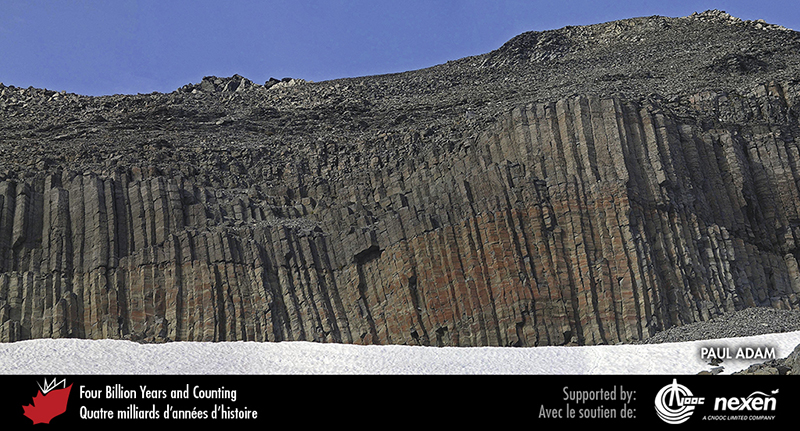 PAUL ADAM
Four Billion Years and Counting
Quatre milliards d'années d'histoire
Supported by:
Avec le soutien de:
CNOOC
nexen
A CNOOC LIMITED COMPANY